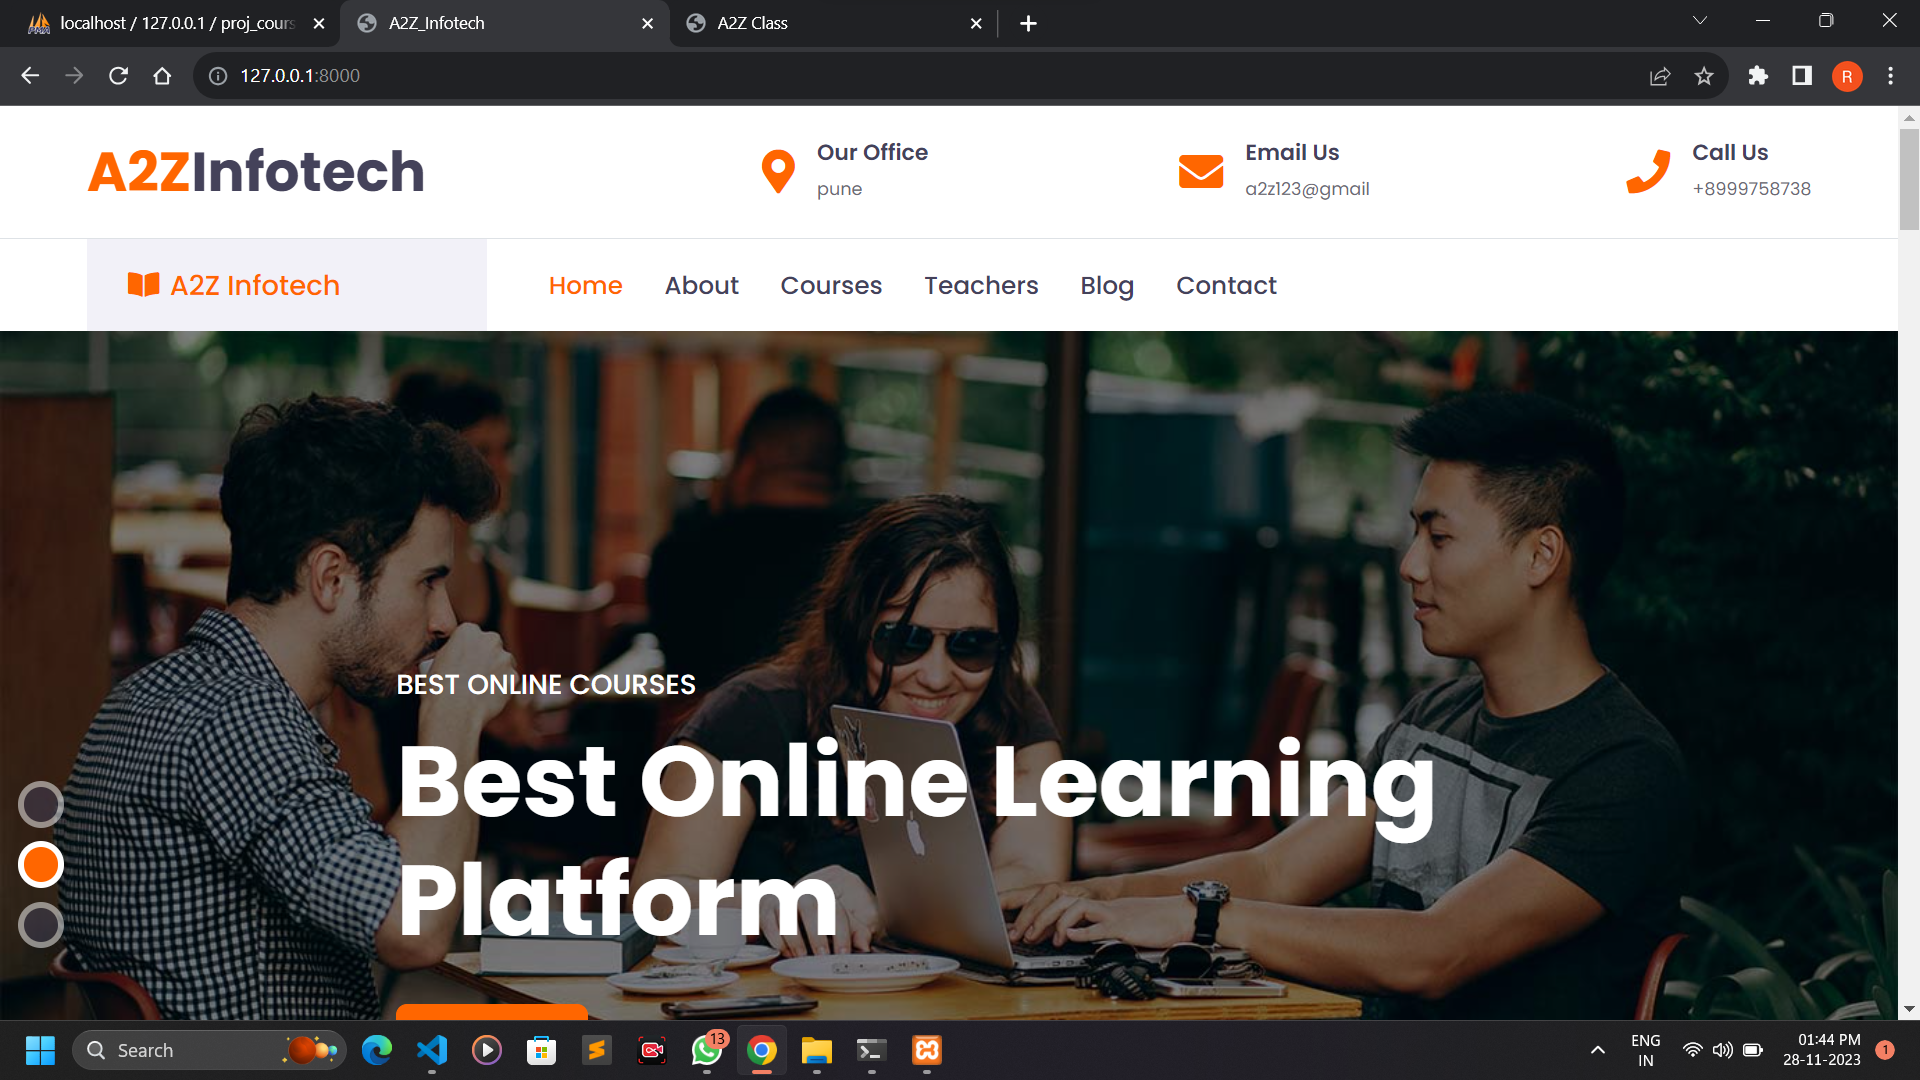 localhost / 127.0.0.1 / proj_cours
A2Z_Infotech
A2Z Class
127.0.0.1:8000
R
A2ZInfotech
Our Office
pune
Email Us
a2z123@gmail
Call Us
+8999758738
A2Z Infotech
Home
About
Courses
Teachers
Blog
Contact
BEST ONLINE COURSES
Best Online Learning
Platform
Search
13
ENG
IN
01:44 PM
28-11-2023
1